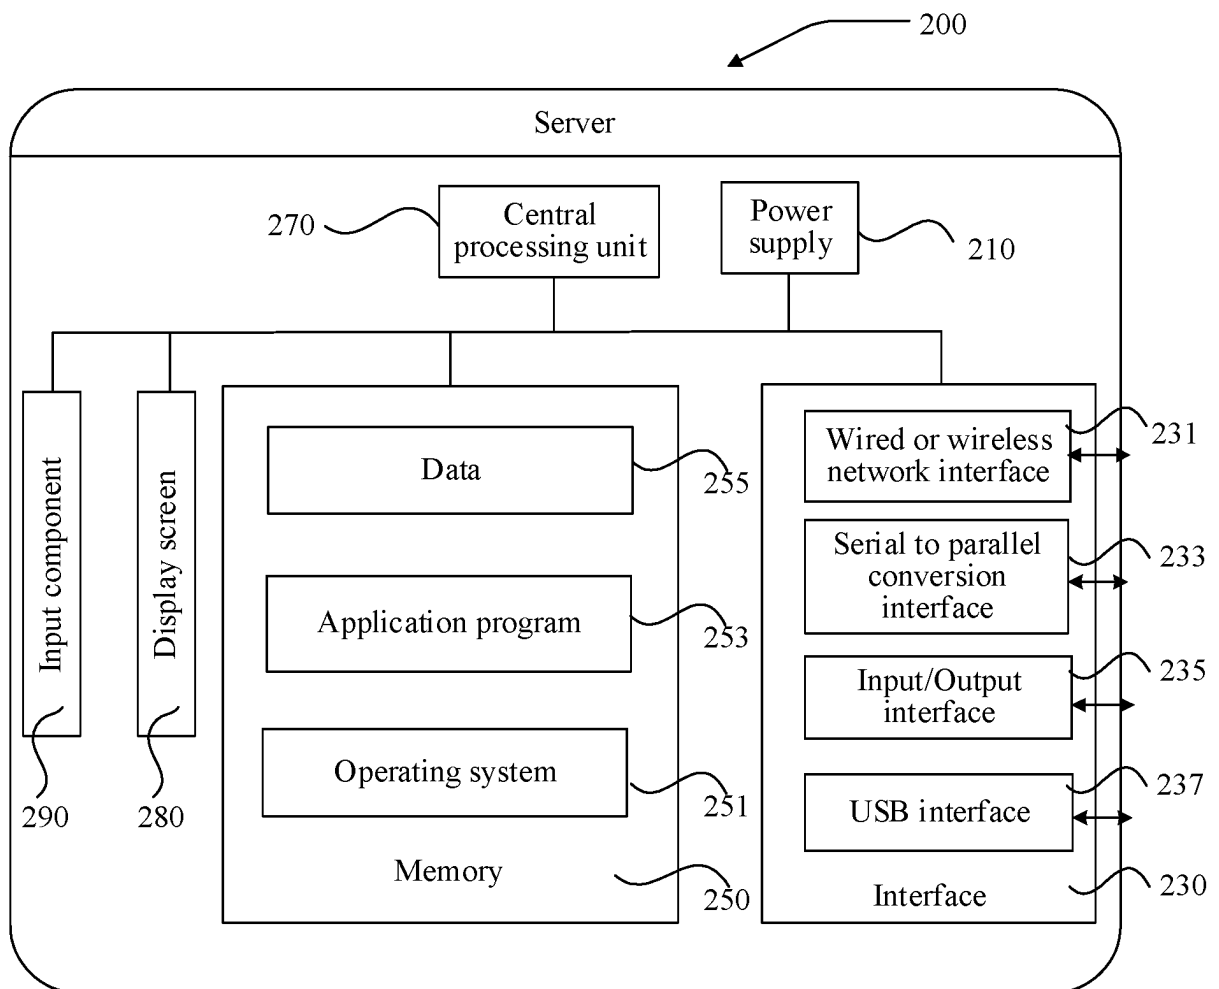 200
Server
270
Central
processing unit
Power
supply
210
Input component
290
Display screen
280
Data
255
Application program
253
Operating system
251
Memory
250
Wired or wireless
network interface
231
Serial to parallel
conversion
interface
233
Input/Output
interface
235
USB interface
237
Interface
230